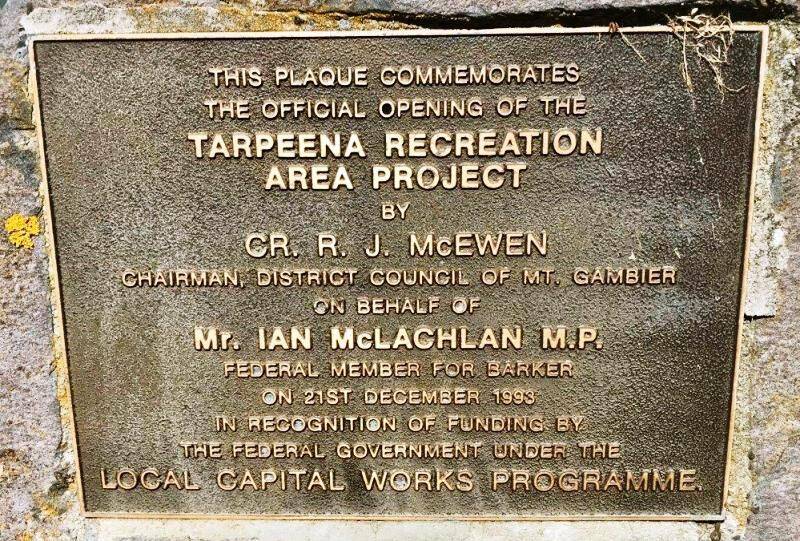 THIS PLAQUE COMMEMORATES
THE OFFICIAL OPENING OF THE
TARPEENA RECREATION
AREA PROJECT
BY
CR. R. J. McEWEN
CHAIRMAN, DISTRICT COUNCIL OF MT. GAMBIER
ON BEHALF OF
Mr. IAN McLACHLAN M.P.
FEDERAL MEMBER FOR BARKER
ON 21ST DECEMBER 1993
IN RECOGNITION OF FUNDING BY
THE FEDERAL GOVERNMENT UNDER THE
LOCAL CAPITAL WORKS PROGRAMME.